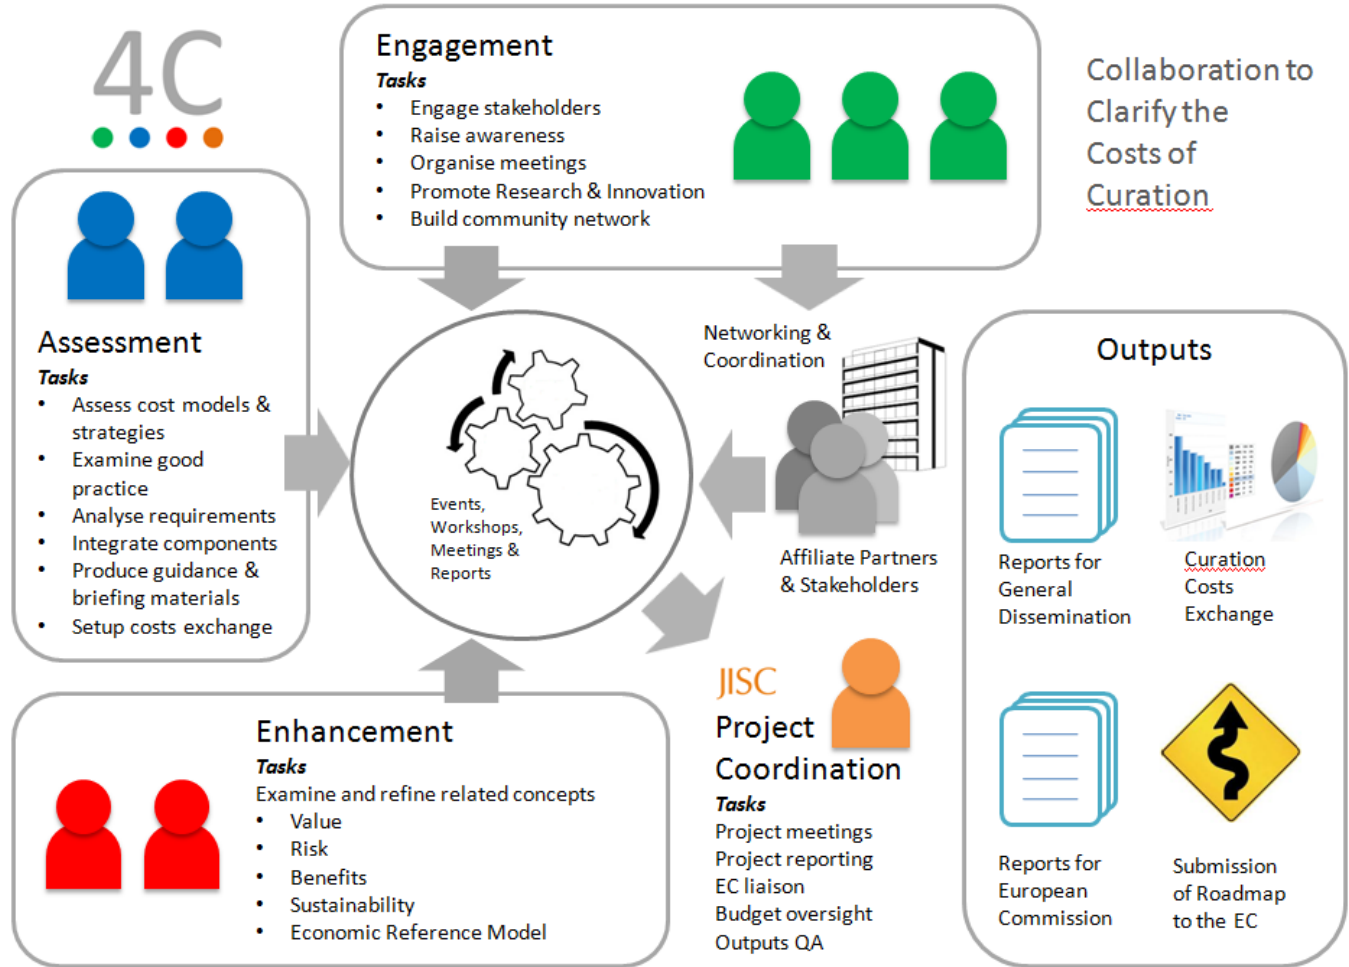 4C
Engagement
Tasks
• Engage stakeholders
• Raise awareness
• Organise meetings
• Promote Research & Innovation
• Build community network
Collaboration to
Clarify the
Costs of
Curation
Assessment
Tasks
• Assess cost models &
strategies
• Examine good
practice
• Analyse requirements
• Integrate components
• Produce guidance &
briefing materials
• Setup costs exchange
Events,
Workshops,
Meetings &
Reports
Networking &
Coordination
Affiliate Partners
& Stakeholders
Enhancement
Tasks
Examine and refine related concepts
• Value
• Risk
• Benefits
• Sustainability
• Economic Reference Model
JISC
Project
Coordination
Tasks
Project meetings
Project reporting
EC liaison
Budget oversight
Outputs QA
Outputs
Reports for
General
Dissemination
Curation
Costs
Exchange
Reports for
European
Commission
Submission
of Roadmap
to the EC